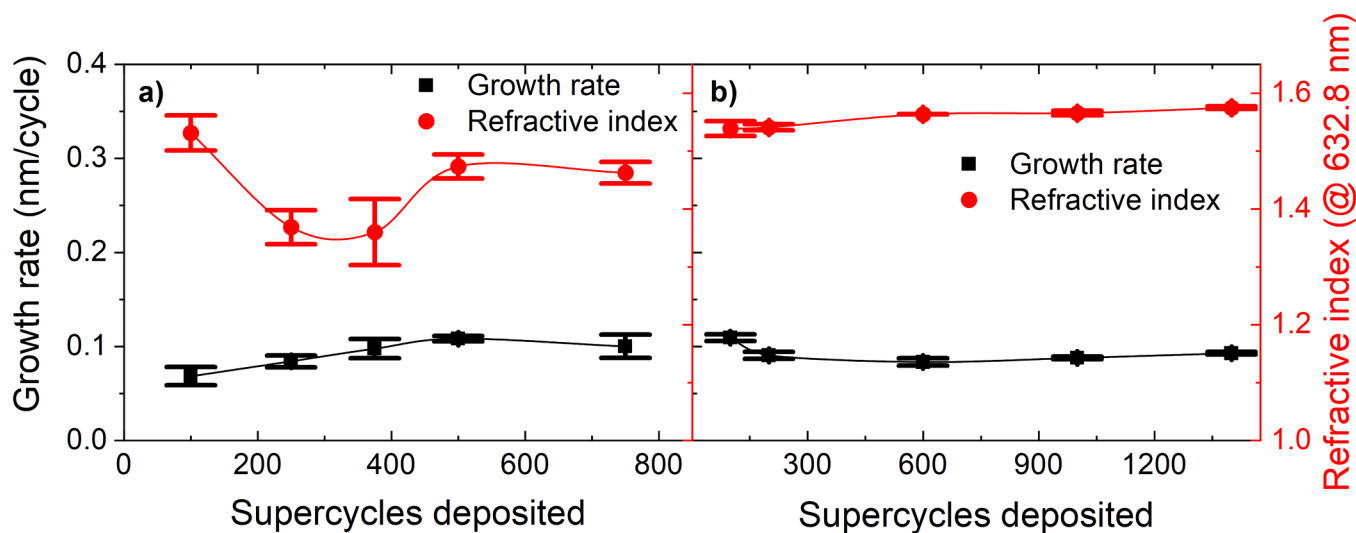 Growth rate (nm/cycle)
0.4
0.3
0.2
0.1
0.0
a)
Growth rate
Refractive index
0
200
400
600
800
Supercycles deposited
b)
Growth rate
Refractive index
300
600
900
1200
Supercycles deposited
1.6
1.4
1.2
1.0
Refractive index (@ 632.8 nm)